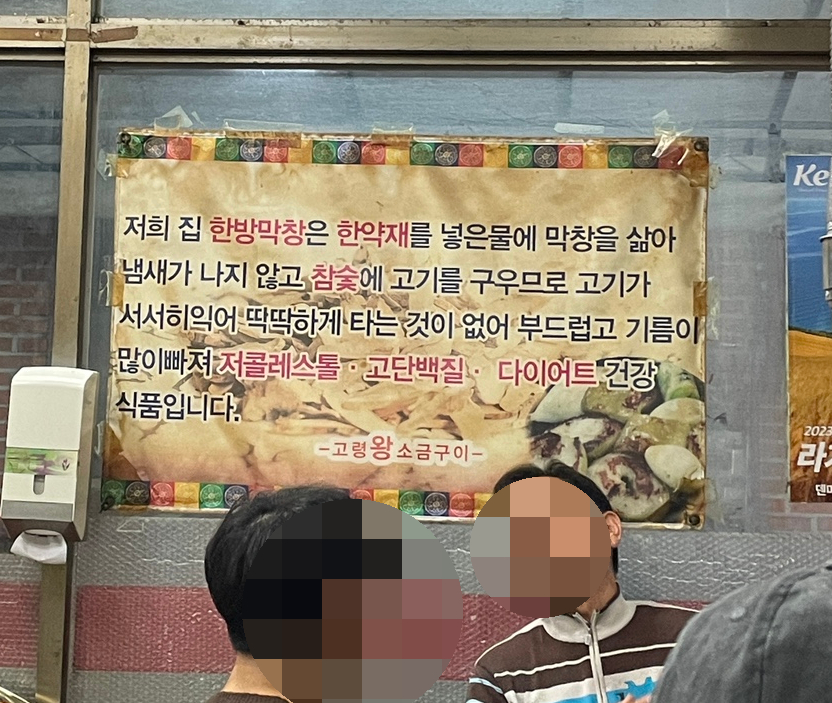 저희 집 한방막창은 한약재를 넣은물에 막창을 삶아
냄새가 나지 않고 참숯에 고기를 구우므로 고기가
서서히익어 딱딱하게 타는 것이 없어 부드럽고 기름이
많이빠져 저콜레스톨 · 고단백질 · 다이어트 건강
식품입니다.
-고령왕소금구이-
Ke
2023